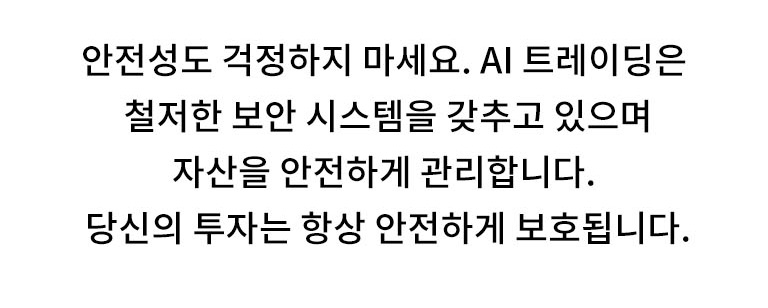 안전성도 걱정하지 마세요. AI 트레이딩은
철저한 보안 시스템을 갖추고 있으며
자산을 안전하게 관리합니다.
당신의 투자는 항상 안전하게 보호됩니다.